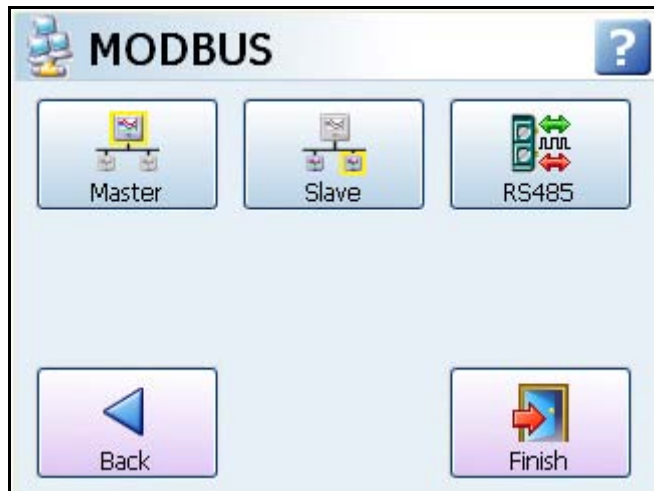 MODBUS
?
Master
Slave
RS485
Back
Finish